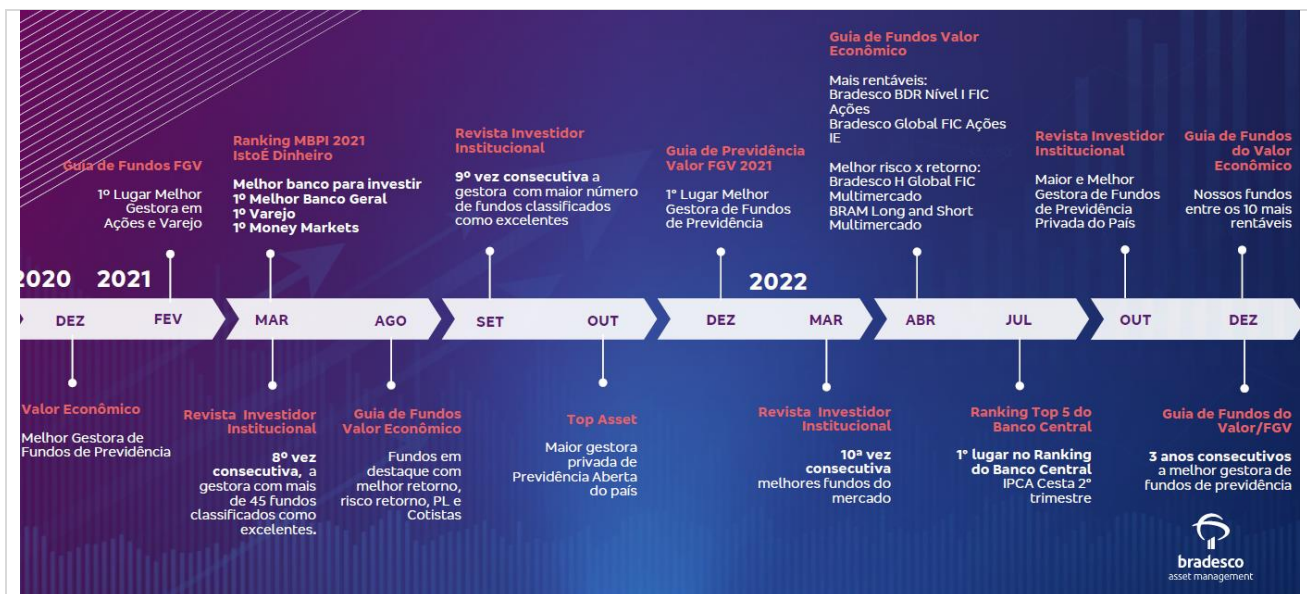 Guia de Fundos FGV
1º Lugar Melhor
Gestora em
Ações e Varejo
Ranking MBPI 2021
IstoÉ Dinheiro
Melhor banco para investir
1º Melhor Banco Geral
1º Varejo
1º Money Markets
Revista Investidor
Institucional
9º vez consecutiva a
gestora com maior número
de fundos classificados
como excelentes
Guia de Previdência
Valor FGV 2021
1° Lugar Melhor
Gestora de Fundos
de Previdência
Guia de Fundos Valor
Econômico
Mais rentáveis:
Bradesco BDR Nível I FIC
Ações
Bradesco Global FIC Ações
IE
Melhor risco x retorno:
Bradesco H Global FIC
Multimercado
BRAM Long and Short
Multimercado
Revista Investidor
Institucional
Maior e Melhor
Gestora de Fundos
de Previdência
Privada do País
Guia de Fundos
do Valor
Econômico
Nossos fundos
entre os 10 mais
rentáveis
2020 2021 2022
DEZ FEV MAR AGO SET OUT DEZ MAR ABR JUL OUT DEZ
Valor Econômico
Melhor Gestora de
Fundos de Previdência
Revista Investidor
Institucional
8º vez
consecutiva, a
gestora com mais
de 45 fundos
classificados como
excelentes.
Guia de Fundos
Valor Econômico
Fundos em
destaque com
melhor retorno,
risco retorno, PL e
Cotistas
Top Asset
Maior gestora
privada de
Previdência Aberta
do país
Revista Investidor
Institucional
10ª vez
consecutiva
melhores fundos do
mercado
Ranking Top 5 do
Banco Central
1° lugar no Ranking
do Banco Central
IPCA Cesta 2°
trimestre
Guia de Fundos do
Valor/FGV
3 anos consecutivos
a melhor gestora de
fundos de previdência
bradesco
asset management